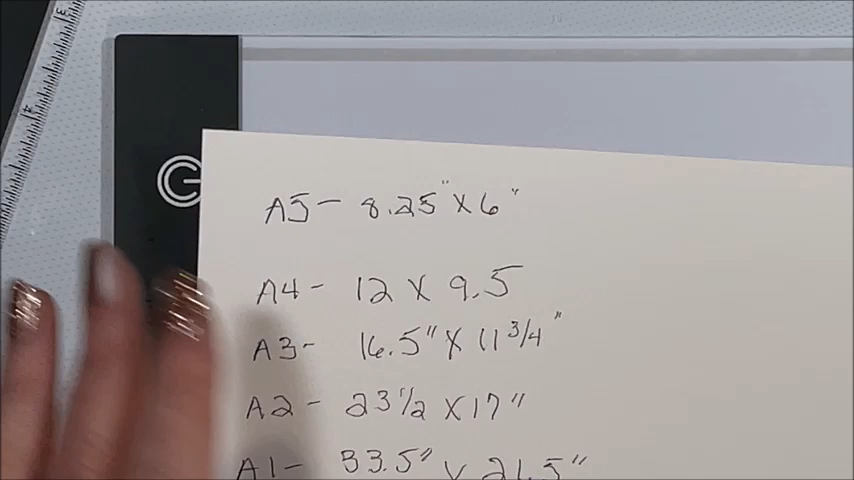 A5 - 8.25" X 6"
A4 - 12 X 9.5
A3 - 16.5" X 11 3/4"
A2 - 23 1/2 X 17"
A1 - 33.5" X 21.5"